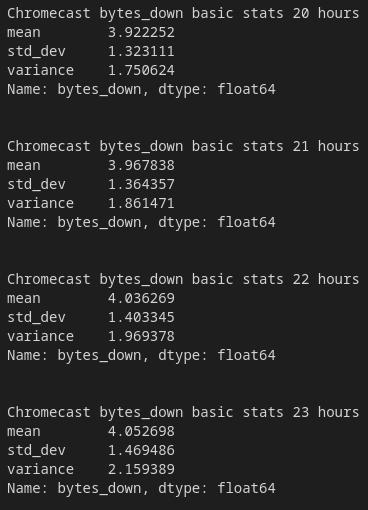 Chromecast bytes_down basic stats 20 hours
mean        3.922252
std_dev     1.323111
variance    1.750624
Name: bytes_down, dtype: float64
Chromecast bytes_down basic stats 21 hours
mean        3.967838
std_dev     1.364357
variance    1.861471
Name: bytes_down, dtype: float64
Chromecast bytes_down basic stats 22 hours
mean        4.036269
std_dev     1.403345
variance    1.969378
Name: bytes_down, dtype: float64
Chromecast bytes_down basic stats 23 hours
mean        4.052698
std_dev     1.469486
variance    2.159389
Name: bytes_down, dtype: float64